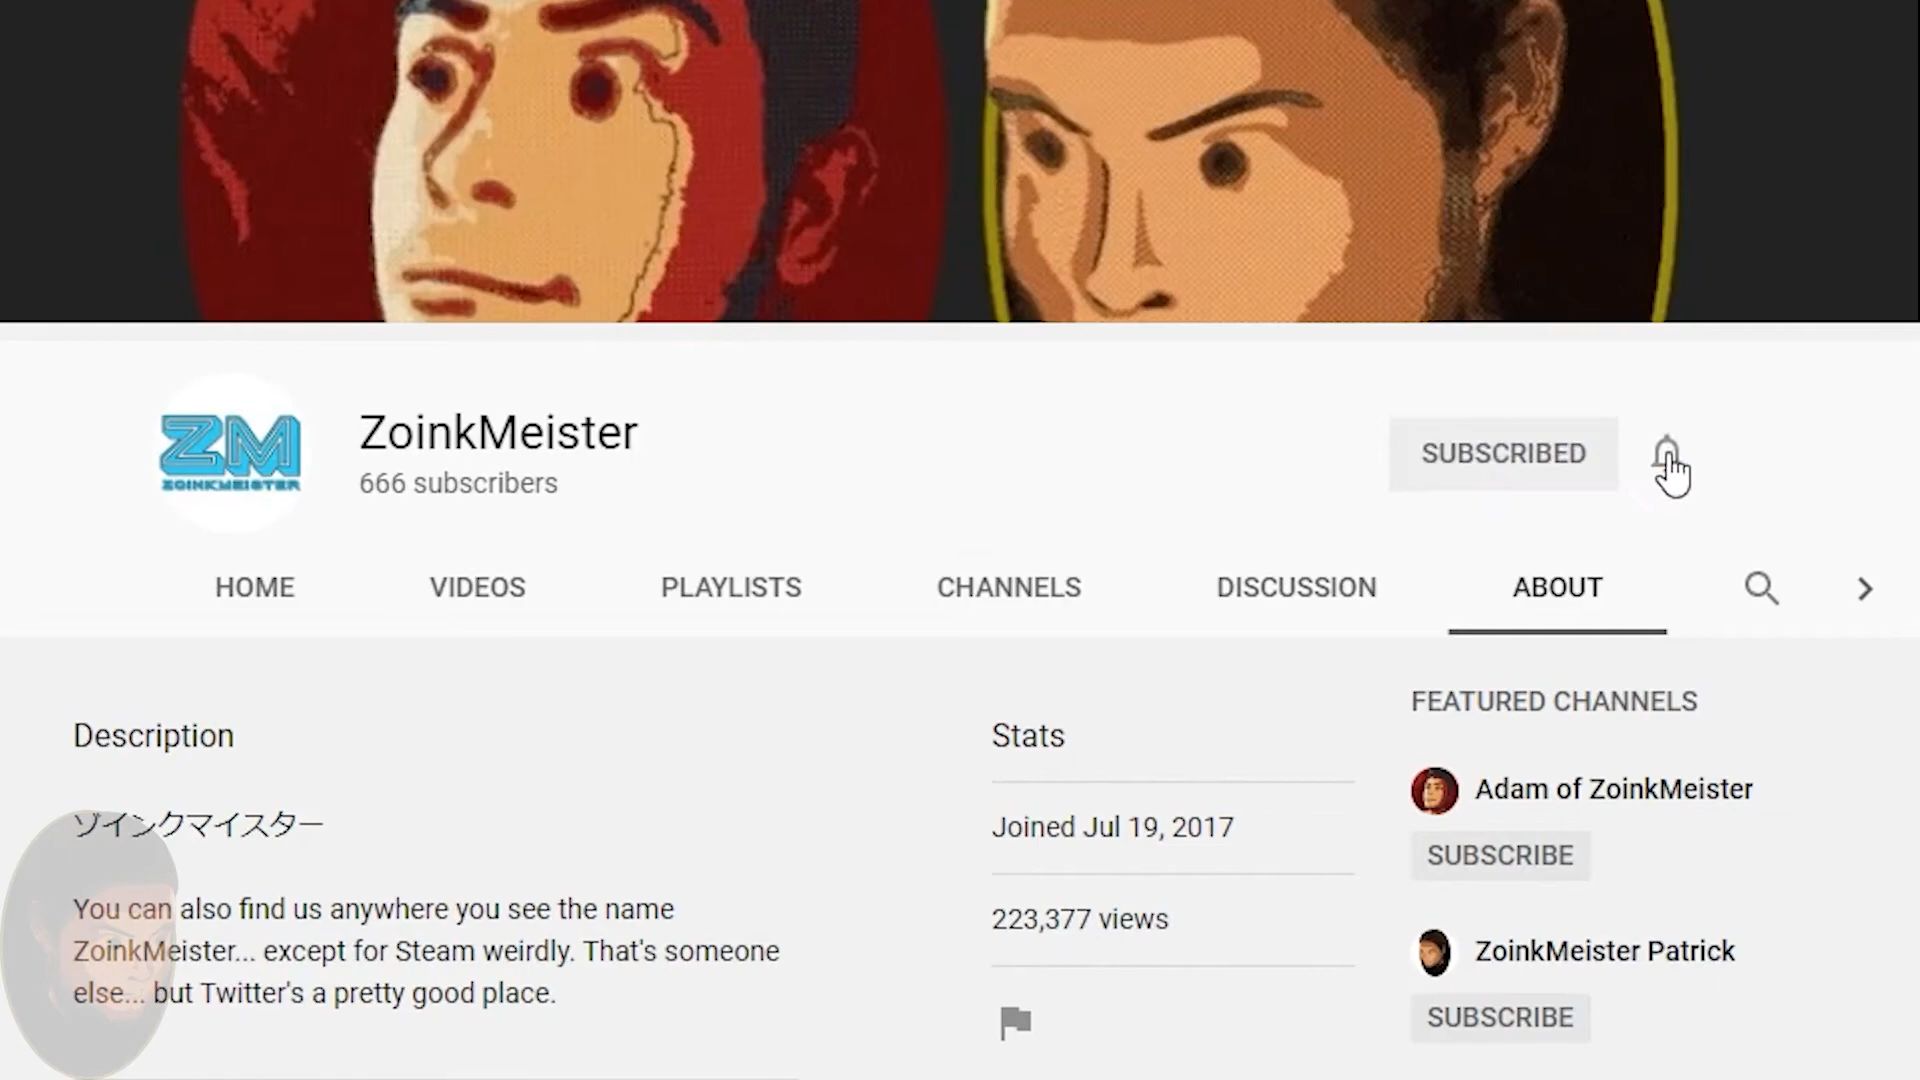 ZM
ZOINKMEISTER
ZoinkMeister
666 subscribers
SUBSCRIBED
HOME
VIDEOS
PLAYLISTS
CHANNELS
DISCUSSION
ABOUT
Description
ゾインクマイスター
You can also find us anywhere you see the name
ZoinkMeister... except for Steam weirdly. That's someone
else... but Twitter's a pretty good place.
Stats
Joined Jul 19, 2017
223,377 views
FEATURED CHANNELS
Adam of ZoinkMeister
SUBSCRIBE
ZoinkMeister Patrick
SUBSCRIBE